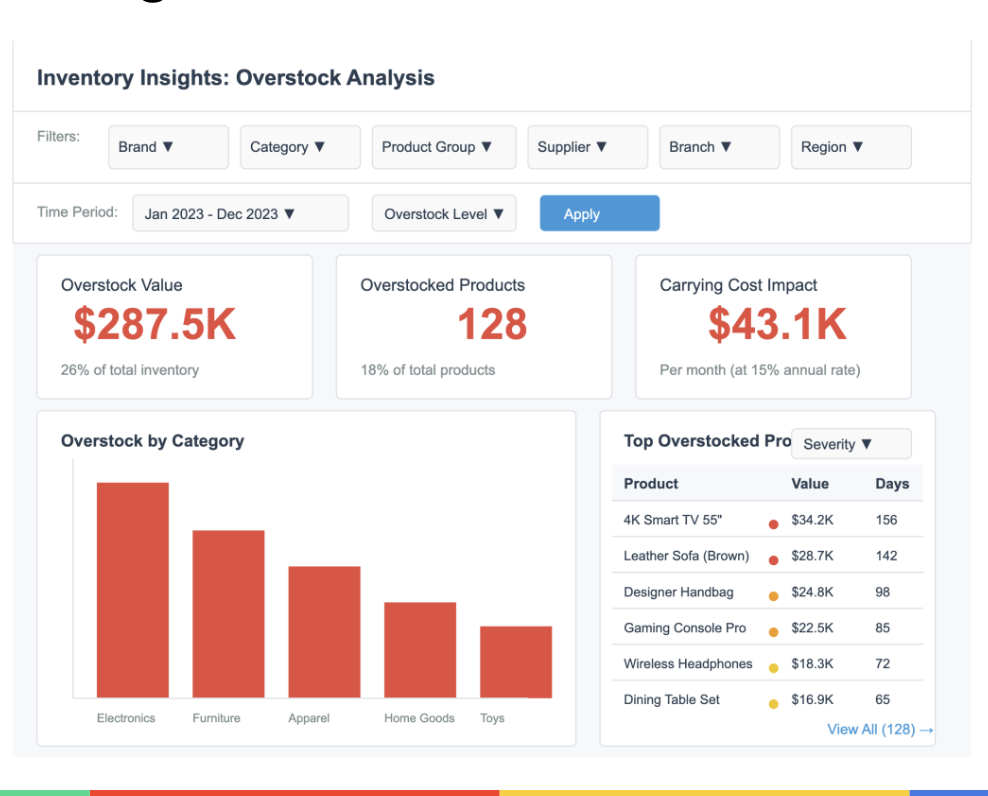 Inventory Insights: Overstock Analysis
Filters: Brand ▼ Category ▼ Product Group ▼ Supplier ▼ Branch ▼ Region ▼
Time Period: Jan 2023 - Dec 2023 ▼ Overstock Level ▼ Apply
Overstock Value
$287.5K
26% of total inventory
Overstocked Products
128
18% of total products
Carrying Cost Impact
$43.1K
Per month (at 15% annual rate)
Overstock by Category
Electronics Furniture Apparel Home Goods Toys
Top Overstocked Pro Severity ▼
Product Value Days
4K Smart TV 55" $34.2K 156
Leather Sofa (Brown) $28.7K 142
Designer Handbag $24.8K 98
Gaming Console Pro $22.5K 85
Wireless Headphones $18.3K 72
Dining Table Set $16.9K 65
View All (128) →